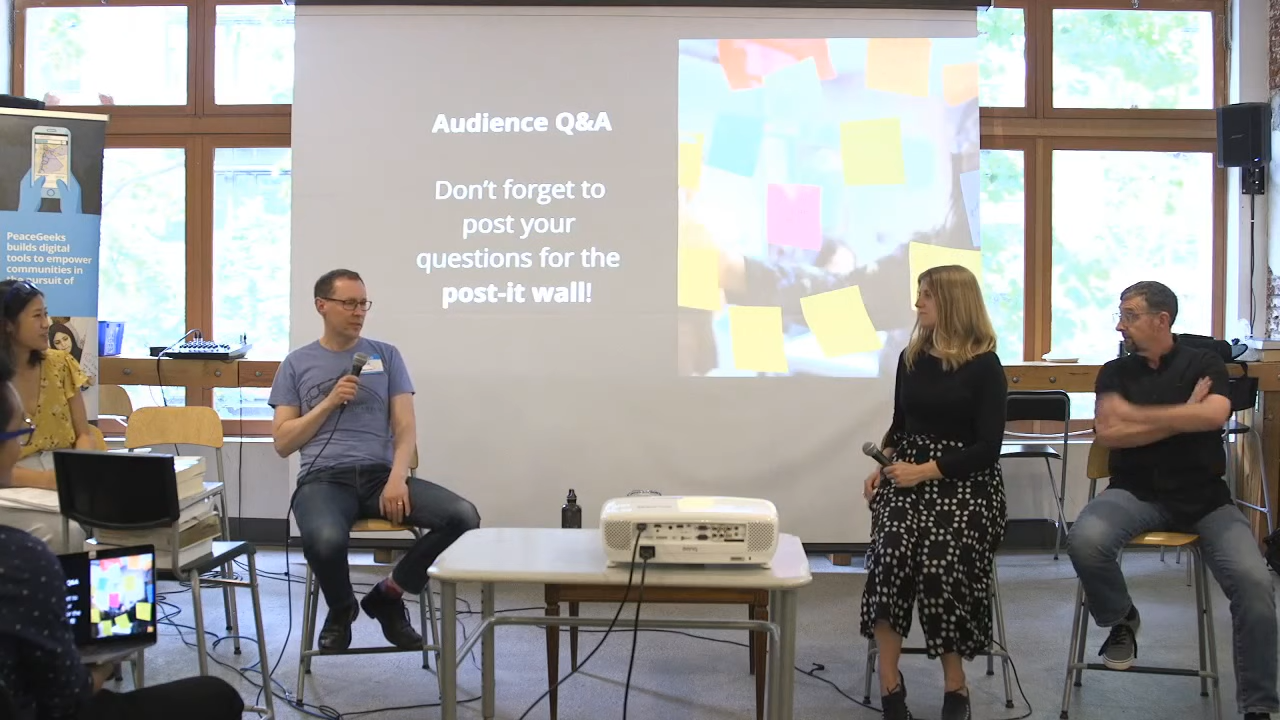 Audience Q&A
Don't forget to
post your
questions for the
post-it wall!
PeaceGeeks
builds digital
tools to empower
communities in
the pursuit of
BenQ